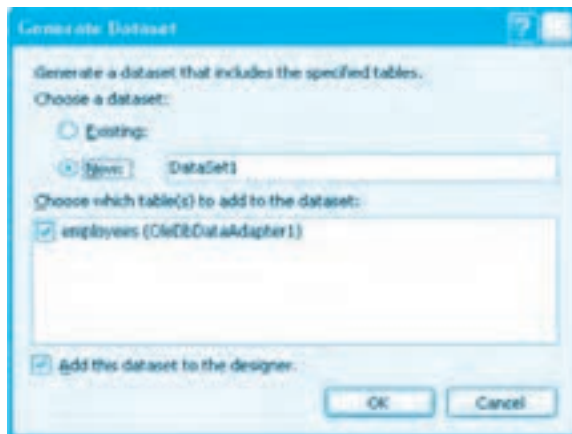 Generate Dataset
Generate a dataset that includes the specified tables.
Choose a dataset:
Existing:
New: DataSet1
Choose which table(s) to add to the dataset:
employees (OleDbDataAdapter1)
Add this dataset to the designer.
OK Cancel